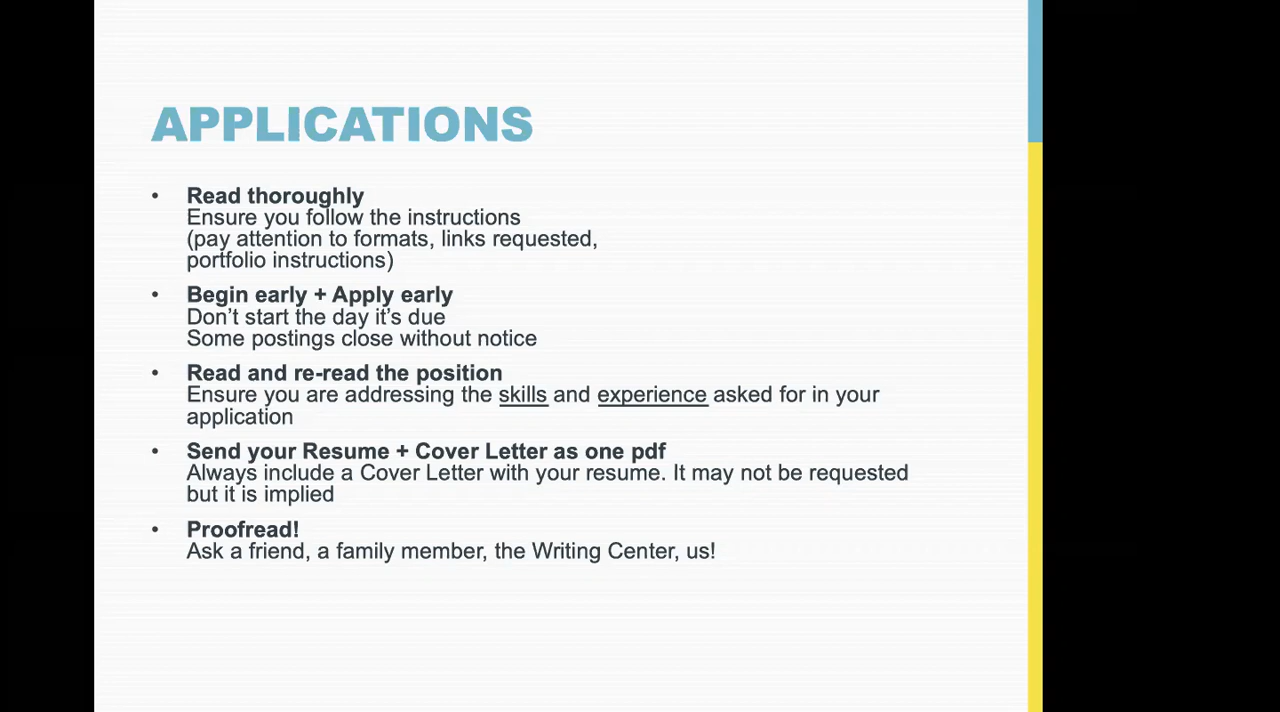 APPLICATIONS
• Read thoroughly
Ensure you follow the instructions
(pay attention to formats, links requested,
portfolio instructions)
• Begin early + Apply early
Don’t start the day it’s due
Some postings close without notice
• Read and re-read the position
Ensure you are addressing the skills and experience asked for in your
application
• Send your Resume + Cover Letter as one pdf
Always include a Cover Letter with your resume. It may not be requested
but it is implied
• Proofread!
Ask a friend, a family member, the Writing Center, us!